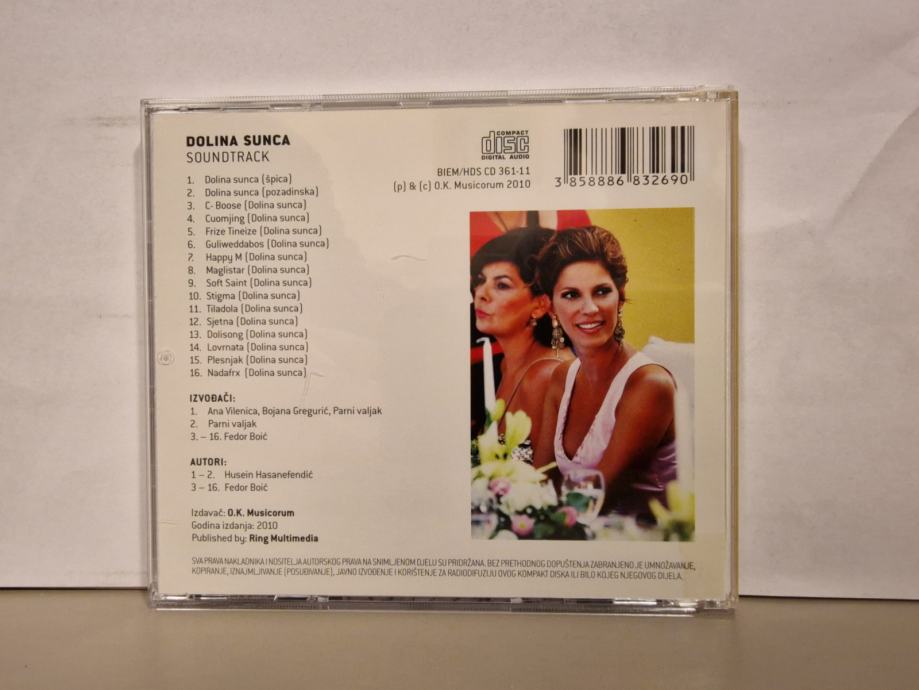 DOLINA SUNCA
SOUNDTRACK
1. Dolina sunca (špica)
2. Dolina sunca (pozadinska)
3. C- Boose (Dolina sunca)
4. Cuomjing (Dolina sunca)
5. Frize Tineize (Dolina sunca)
6. Guliweddabos (Dolina sunca)
7. Happy M (Dolina sunca)
8. Maglistar (Dolina sunca)
9. Soft Saint (Dolina sunca)
10. Stigma (Dolina sunca)
11. Tiladola (Dolina sunca)
12. Sjetna (Dolina sunca)
13. Dolisong (Dolina sunca)
14. Lovrnata (Dolina sunca)
15. Plesnjak (Dolina sunca)
16. Nadafrx (Dolina sunca)
IZVOĐAČI:
1. Ana Vilenica, Bojana Gregurić, Parni valjak
2. Parni valjak
3. – 16. Fedor Boić
AUTORI:
1 – 2. Husein Hasanefendić
3 – 16. Fedor Boić
Izdavač: O.K. Musicorum
Godina izdanja: 2010
Published by: Ring Multimedia
COMPACT
disc
DIGITAL AUDIO
BIEM/HDS CD 361-11
(p) & (c) O.K. Musicorum 2010
3 858886 832690
SVA PRAVA NAKLADNIKA I NOSITELJA AUTORSKOG PRAVA NA SNIMLJENOM DJELU SU PRIDRŽANA. BEZ PRETHODNOG DOPUŠTENJA ZABRANJENO JE UMNOŽAVANJE,
KOPIRANJE, IZNAJMLJIVANJE (POSUĐIVANJE), JAVNO IZVOĐENJE I KORIŠTENJE ZA RADIODIFUZIJU OVOG KOMPAKT DISKA ILI BILO KOJEG NJEGOVOG DIJELA.